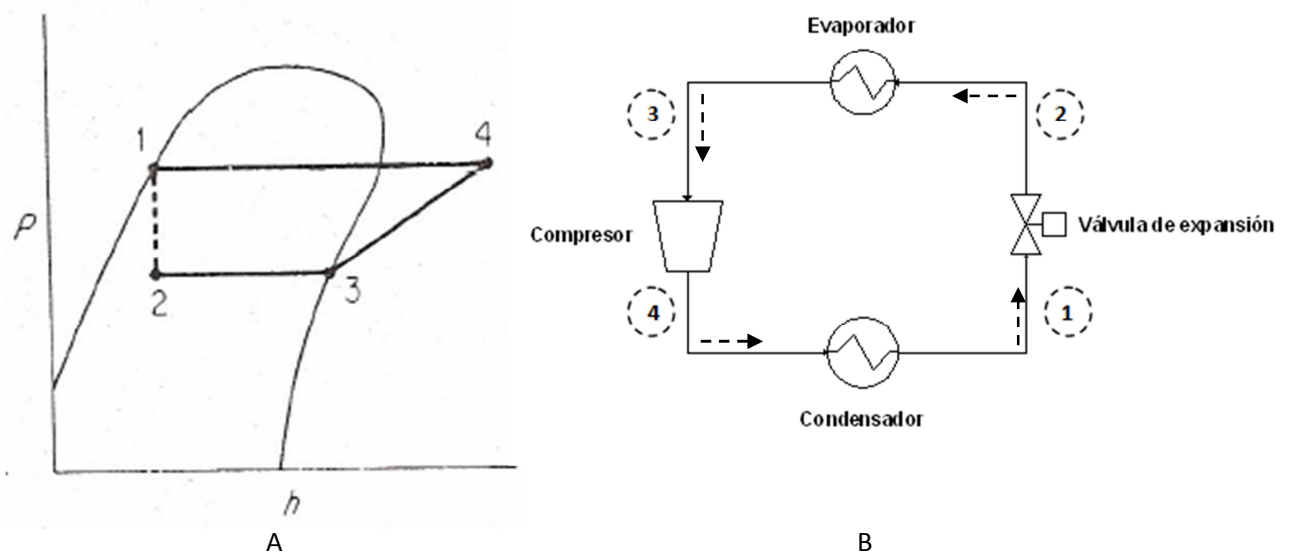 P
1
4
2
3
h
A
Evaporador
3
2
Compresor
Válvula de expansión
4
1
Condensador
B